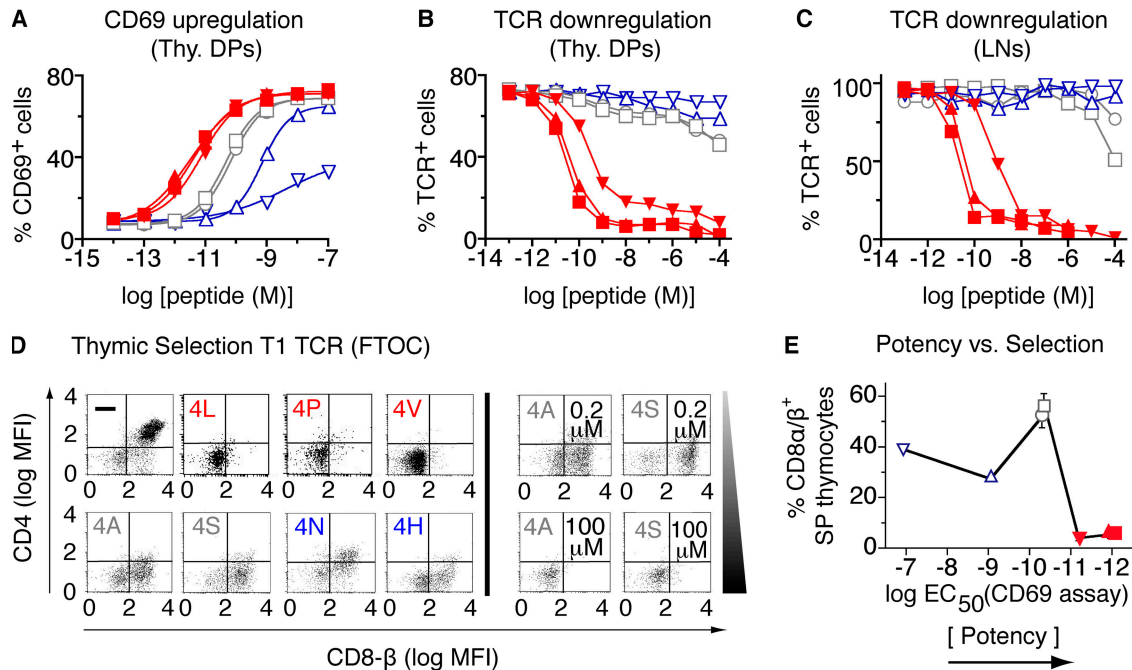 A CD69 upregulation (Thy. DPs)
% CD69+ cells
80
40
0
-15 -13 -11 -9 -7
log [peptide (M)]
B TCR downregulation (Thy. DPs)
% TCR+ cells
80
40
0
-14 -12 -10 -8 -6 -4
log [peptide (M)]
C TCR downregulation (LNs)
% TCR+ cells
100
50
0
-14 -12 -10 -8 -6 -4
log [peptide (M)]
D Thymic Selection T1 TCR (FTOC)
CD4 (log MFI)
4 2 0
– 4L 4P 4V 4A 0.2 µM 4S 0.2 µM
0 2 4 0 2 4 0 2 4 0 2 4 0 2 4 0 2 4
4 2 0
4A 4S 4N 4H 4A 100 µM 4S 100 µM
0 2 4 0 2 4 0 2 4 0 2 4 0 2 4 0 2 4
CD8-β (log MFI)
E Potency vs. Selection
% CD8α/β+ SP thymocytes
60
40
20
0
-7 -8 -9 -10 -11 -12
log EC50(CD69 assay)
[ Potency ]